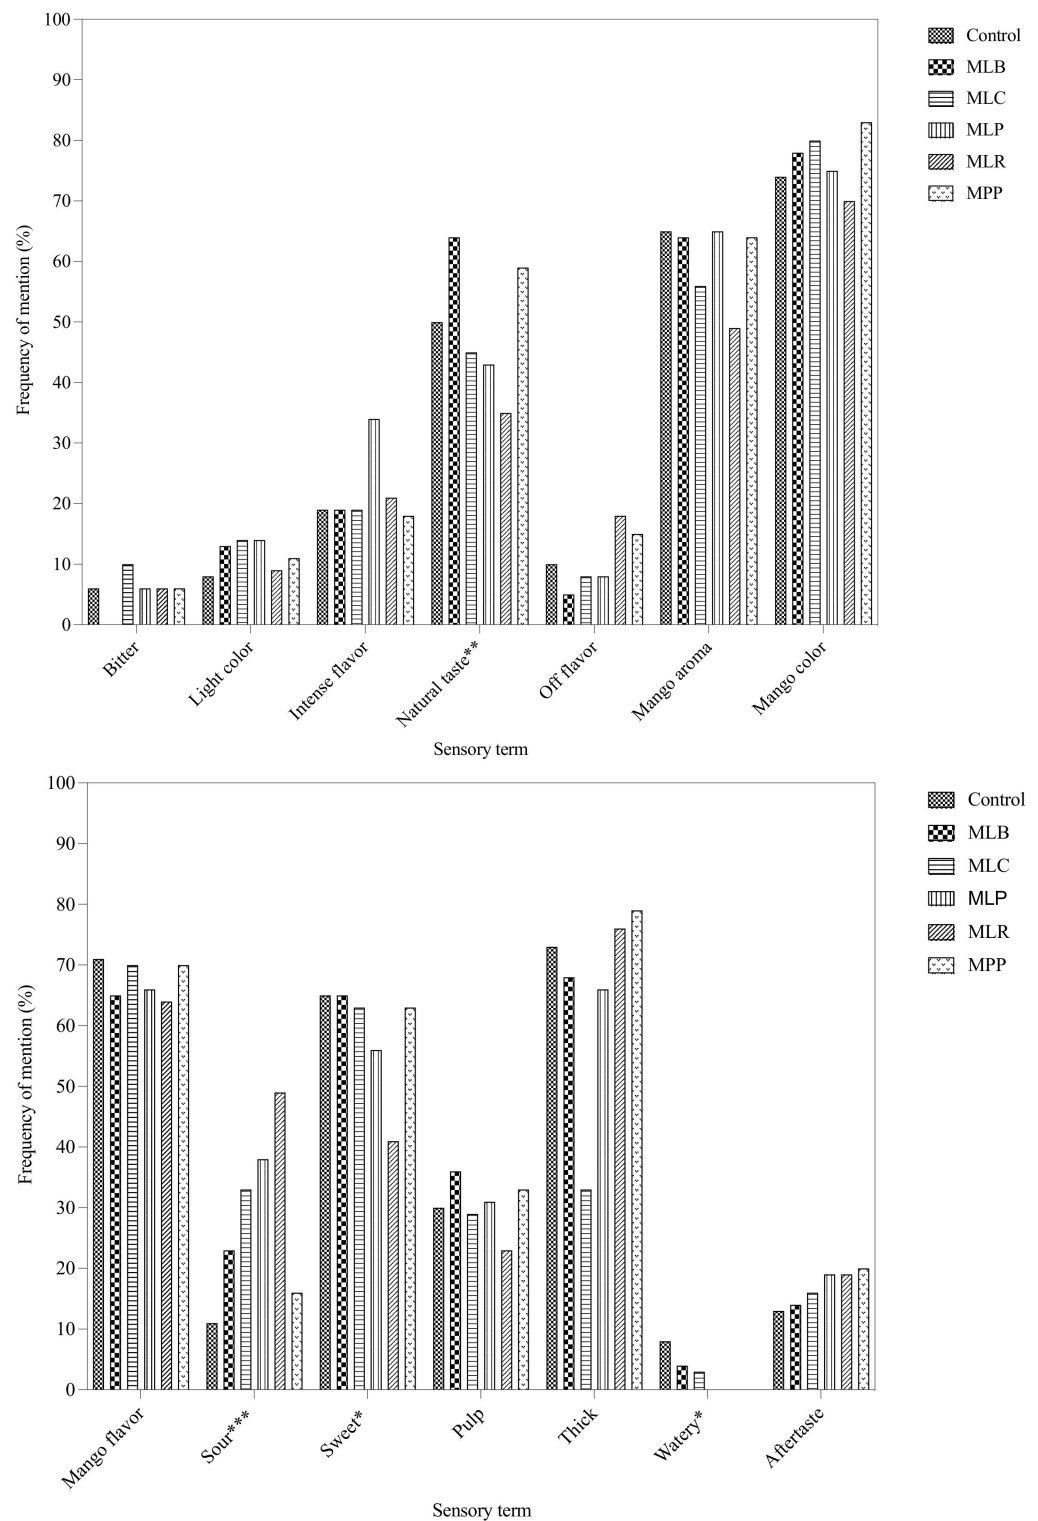 100
90
80
70
60
50
40
30
20
10
0
Frequency of mention (%)
Bitter
Light color
Intense flavor
Natural taste**
Off flavor
Mango aroma
Mango color
Sensory term
Control
MLB
MLC
MLP
MLR
MPP
100
90
80
70
60
50
40
30
20
10
0
Frequency of mention (%)
Mango flavor
Sour***
Sweet*
Pulp
Thick
Watery*
Aftertaste
Sensory term
Control
MLB
MLC
MLP
MLR
MPP